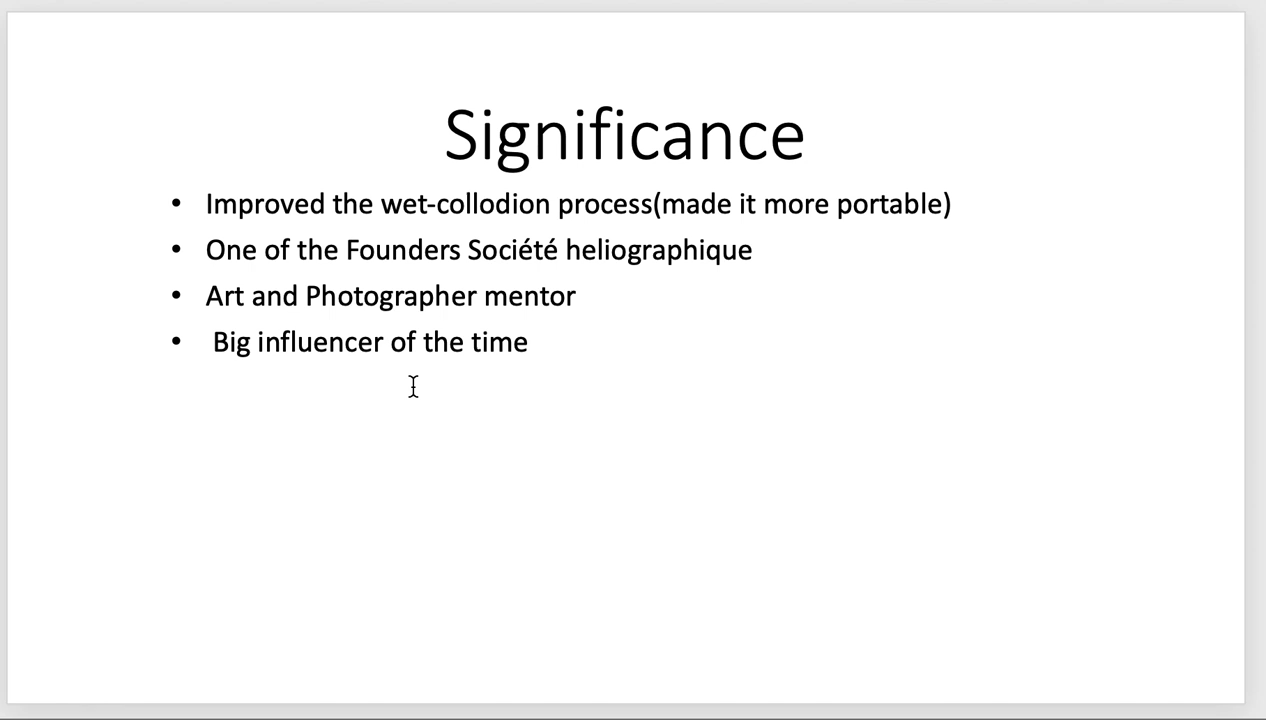 Significance
• Improved the wet-collodion process(made it more portable)
• One of the Founders Société heliographique
• Art and Photographer mentor
• Big influencer of the time